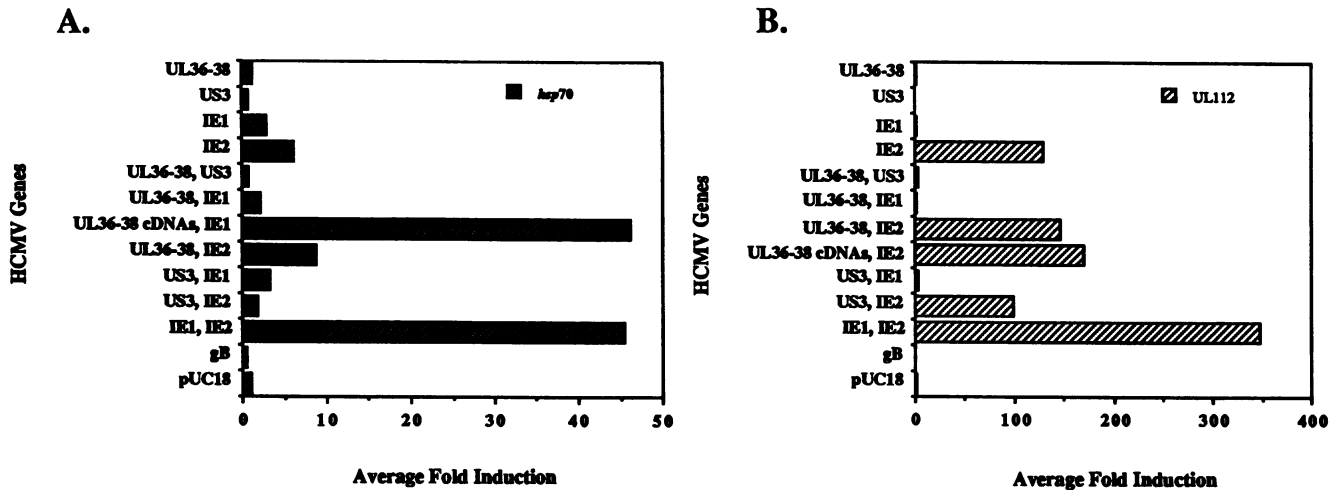 A.
HCMV Genes
UL36-38
US3
IE1
IE2
UL36-38, US3
UL36-38, IE1
UL36-38 cDNAs, IE1
UL36-38, IE2
US3, IE1
US3, IE2
IE1, IE2
gB
pUC18
hsp70
0 10 20 30 40 50
Average Fold Induction
B.
HCMV Genes
UL36-38
US3
IE1
IE2
UL36-38, US3
UL36-38, IE1
UL36-38, IE2
UL36-38 cDNAs, IE2
US3, IE1
US3, IE2
IE1, IE2
gB
pUC18
UL112
0 100 200 300 400
Average Fold Induction